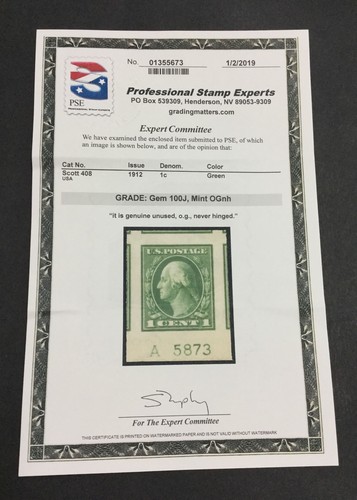 No. 01355673 1/2/2019
PSE
Professional Stamp Experts
PO Box 539309, Henderson, NV 89053-9309
gradingmatters.com
Expert Committee
We have examined the enclosed item submitted to PSE, of which
an image is shown below, and are of the opinion that:
Cat No. Issue Denom. Color
Scott 408 1912 1c Green
USA
GRADE: Gem 100J, Mint OGnh
"it is genuine unused, o.g., never hinged."
U.S. POSTAGE
1 CENT 1
A 5873
For The Expert Committee
THIS CERTIFICATE IS PRINTED ON WATERMARKED PAPER AND IS NOT VALID WITHOUT WATERMARK